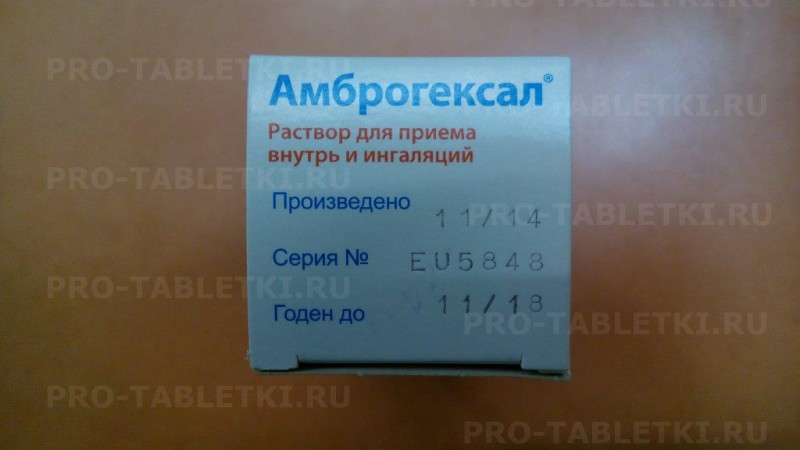 PRO-TABLETKI.RU
PRO-TABLETKI.RU
PRO-TABLETKI.RU
PRO-TABLETKI.RU
PRO-TABLETKI.RU
PRO-TABLETKI.RU
PRO-TABLETKI.RU
PRO-TABLETKI.RU
Амброгексал®
Раствор для приема
внутрь и ингаляций
Произведено 11/14
Серия № EU5848
Годен до 11/18